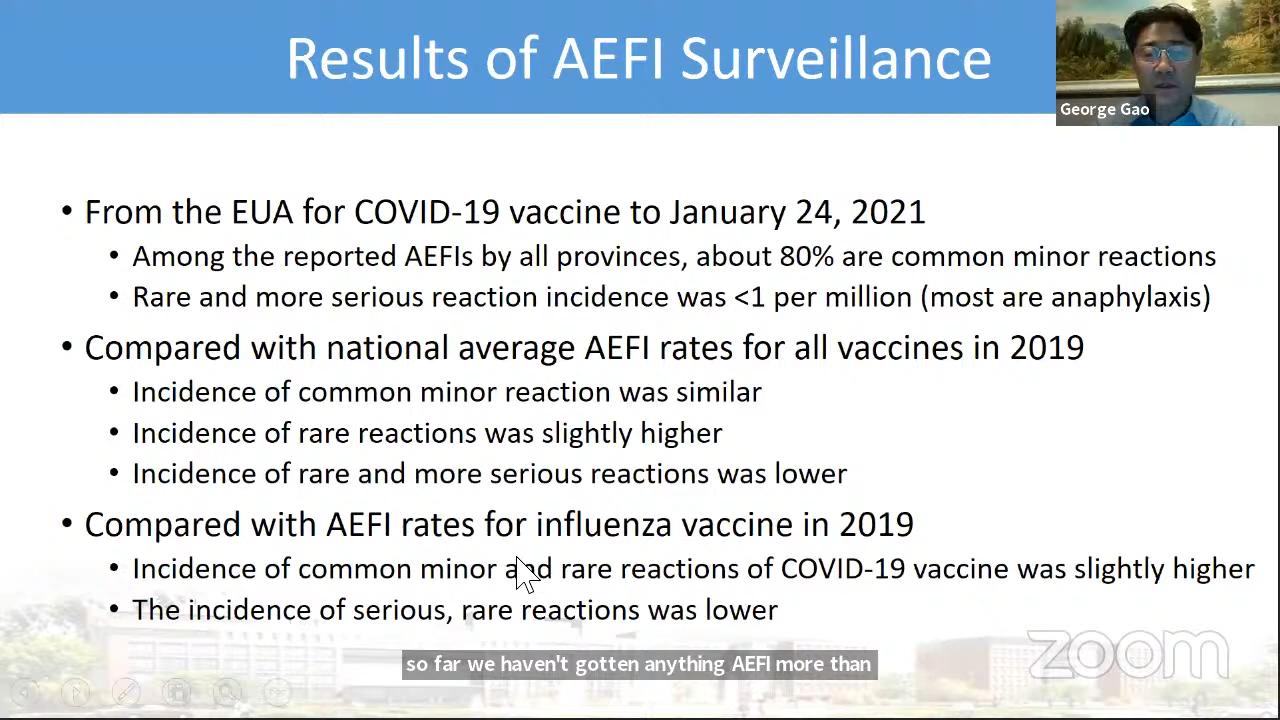 Results of AEFI Surveillance
George Gao
• From the EUA for COVID-19 vaccine to January 24, 2021
• Among the reported AEFIs by all provinces, about 80% are common minor reactions
• Rare and more serious reaction incidence was <1 per million (most are anaphylaxis)
• Compared with national average AEFI rates for all vaccines in 2019
• Incidence of common minor reaction was similar
• Incidence of rare reactions was slightly higher
• Incidence of rare and more serious reactions was lower
• Compared with AEFI rates for influenza vaccine in 2019
• Incidence of common minor and rare reactions of COVID-19 vaccine was slightly higher
• The incidence of serious, rare reactions was lower
so far we haven't gotten anything AEFI more than
zoom